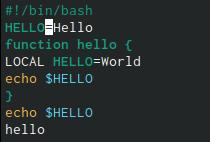 #!/bin/bash
HELLO=Hello
function hello {
LOCAL HELLO=World
echo $HELLO
}
echo $HELLO
hello